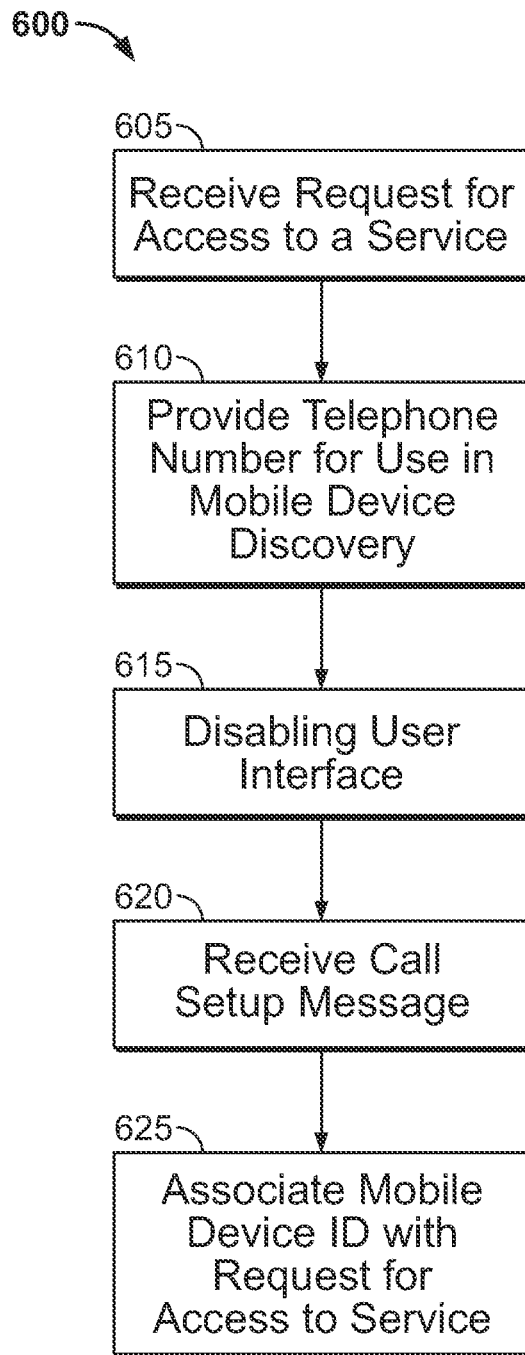 600
605
Receive Request for
Access to a Service
610
Provide Telephone
Number for Use in
Mobile Device
Discovery
615
Disabling User
Interface
620
Receive Call
Setup Message
625
Associate Mobile
Device ID with
Request for
Access to Service